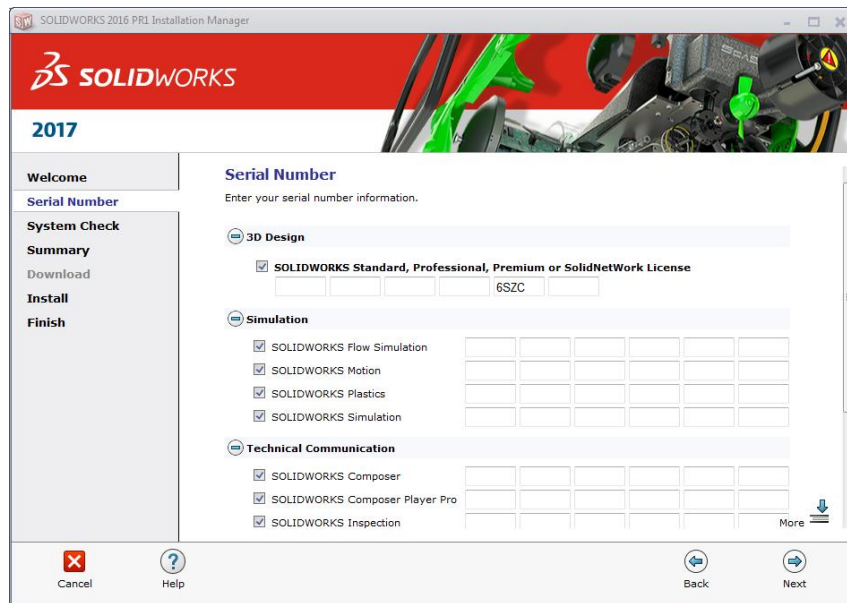 SOLIDWORKS 2016 PR1 Installation Manager
SOLIDWORKS
2017
Welcome
Serial Number
System Check
Summary
Download
Install
Finish
Serial Number
Enter your serial number information.
3D Design
SOLIDWORKS Standard, Professional, Premium or SolidNetWork License
6SZC
Simulation
SOLIDWORKS Flow Simulation
SOLIDWORKS Motion
SOLIDWORKS Plastics
SOLIDWORKS Simulation
Technical Communication
SOLIDWORKS Composer
SOLIDWORKS Composer Player Pro
SOLIDWORKS Inspection
More
Cancel
Help
Back
Next